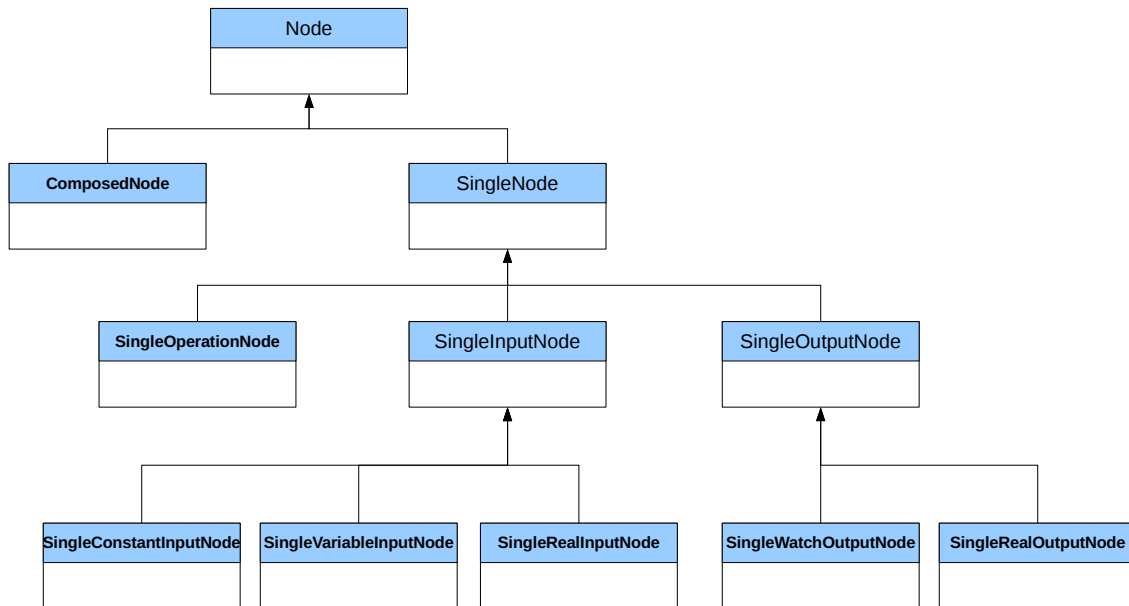 Node
ComposedNode
SingleNode
SingleOperationNode
SingleInputNode
SingleOutputNode
SingleConstantInputNode
SingleVariableInputNode
SingleRealInputNode
SingleWatchOutputNode
SingleRealOutputNode